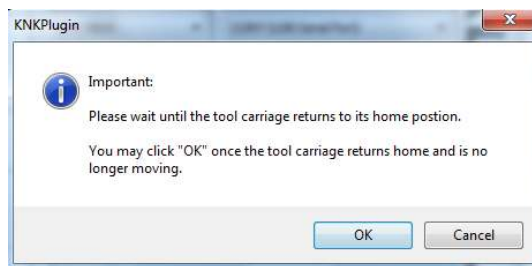 KNKPlugin
Important:
Please wait until the tool carriage returns to its home postion.
You may click "OK" once the tool carriage returns home and is no
longer moving.
OK
Cancel